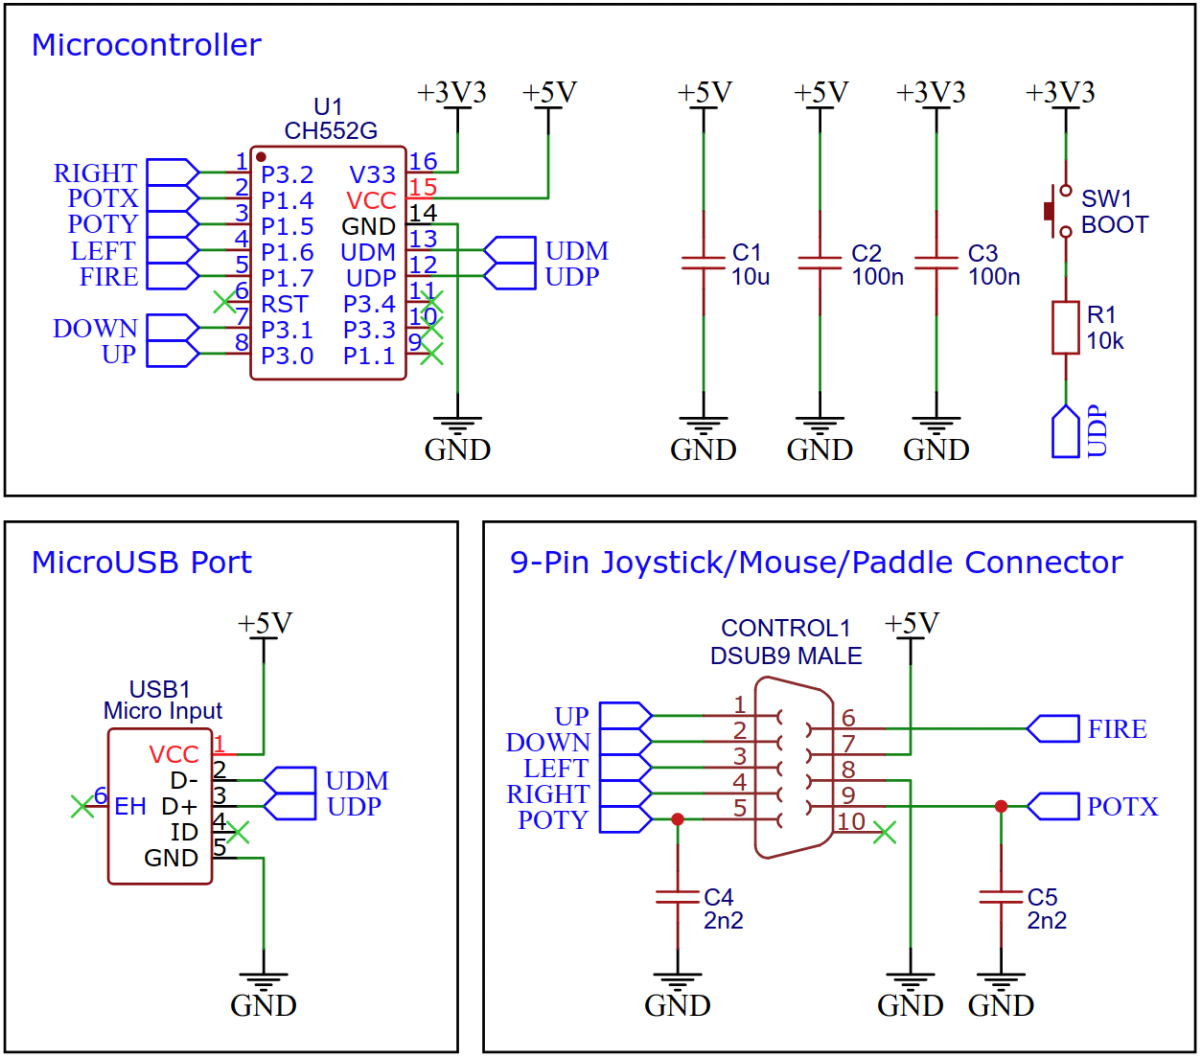 Microcontroller
+3V3 +5V +5V +5V +3V3 +3V3
U1
CH552G
RIGHT 1 P3.2 V33 16
POTX 2 P1.4 VCC 15
POTY 3 P1.5 GND 14
LEFT 4 P1.6 UDM 13 UDM
FIRE 5 P1.7 UDP 12 UDP
6 RST P3.4 11
DOWN 7 P3.1 P3.3 10
UP 8 P3.0 P1.1 9
GND
C1
10u
GND
C2
100n
GND
C3
100n
GND
SW1
BOOT
R1
10k
UDP
MicroUSB Port
+5V
USB1
Micro Input
VCC 1
D- 2 UDM
6 EH D+ 3 UDP
ID 4
GND 5
GND
9-Pin Joystick/Mouse/Paddle Connector
CONTROL1
DSUB9 MALE
+5V
UP 1
DOWN 2
LEFT 3
RIGHT 4
POTY 5
6 FIRE
7
8
9 POTX
10
C4
2n2
C5
2n2
GND GND GND